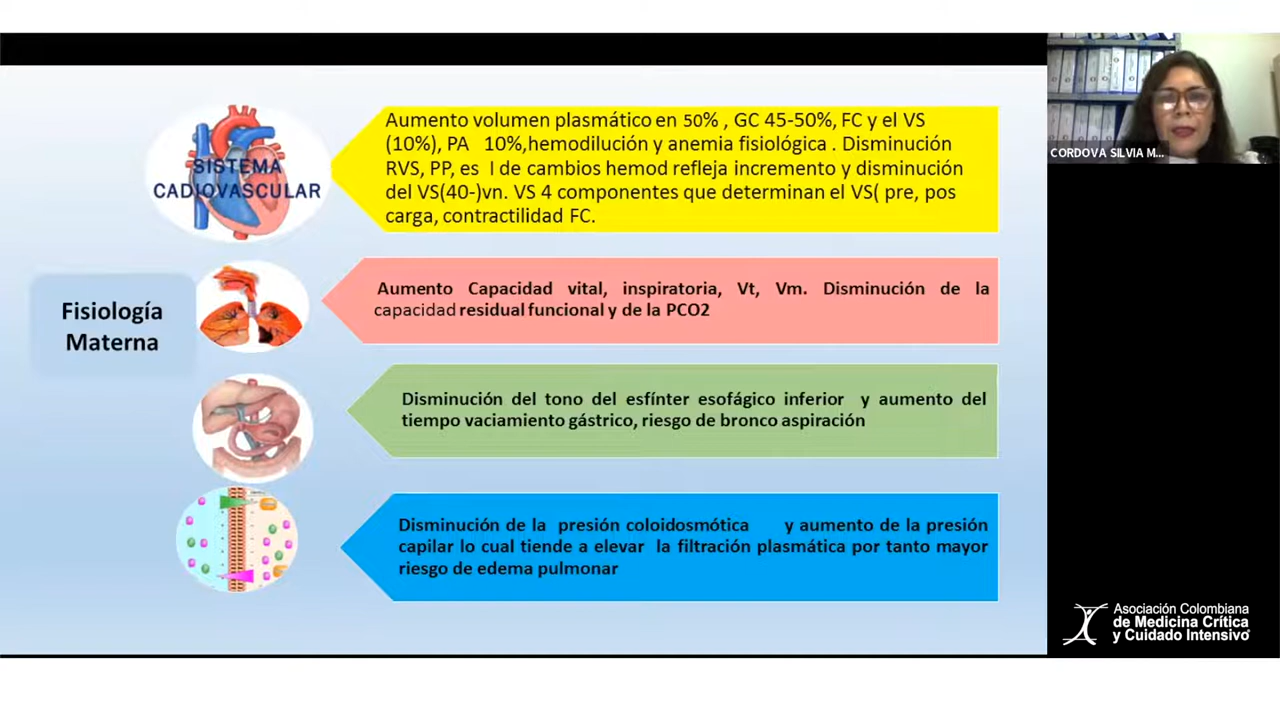 SISTEMA
CADIOVASCULAR
Aumento volumen plasmático en 50% , GC 45-50%, FC y el VS
(10%), PA 10%,hemodilución y anemia fisiológica . Disminución
RVS, PP, es I de cambios hemod refleja incremento y disminución
del VS(40-)vn. VS 4 componentes que determinan el VS( pre, pos
carga, contractilidad FC.
Fisiología
Materna
Aumento Capacidad vital, inspiratoria, Vt, Vm. Disminución de la
capacidad residual funcional y de la PCO2
Disminución del tono del esfínter esofágico inferior y aumento del
tiempo vaciamiento gástrico, riesgo de bronco aspiración
Disminución de la presión coloidosmótica y aumento de la presión
capilar lo cual tiende a elevar la filtración plasmática por tanto mayor
riesgo de edema pulmonar
CORDOVA SILVIA M...
Asociación Colombiana
de Medicina Crítica
y Cuidado Intensivo